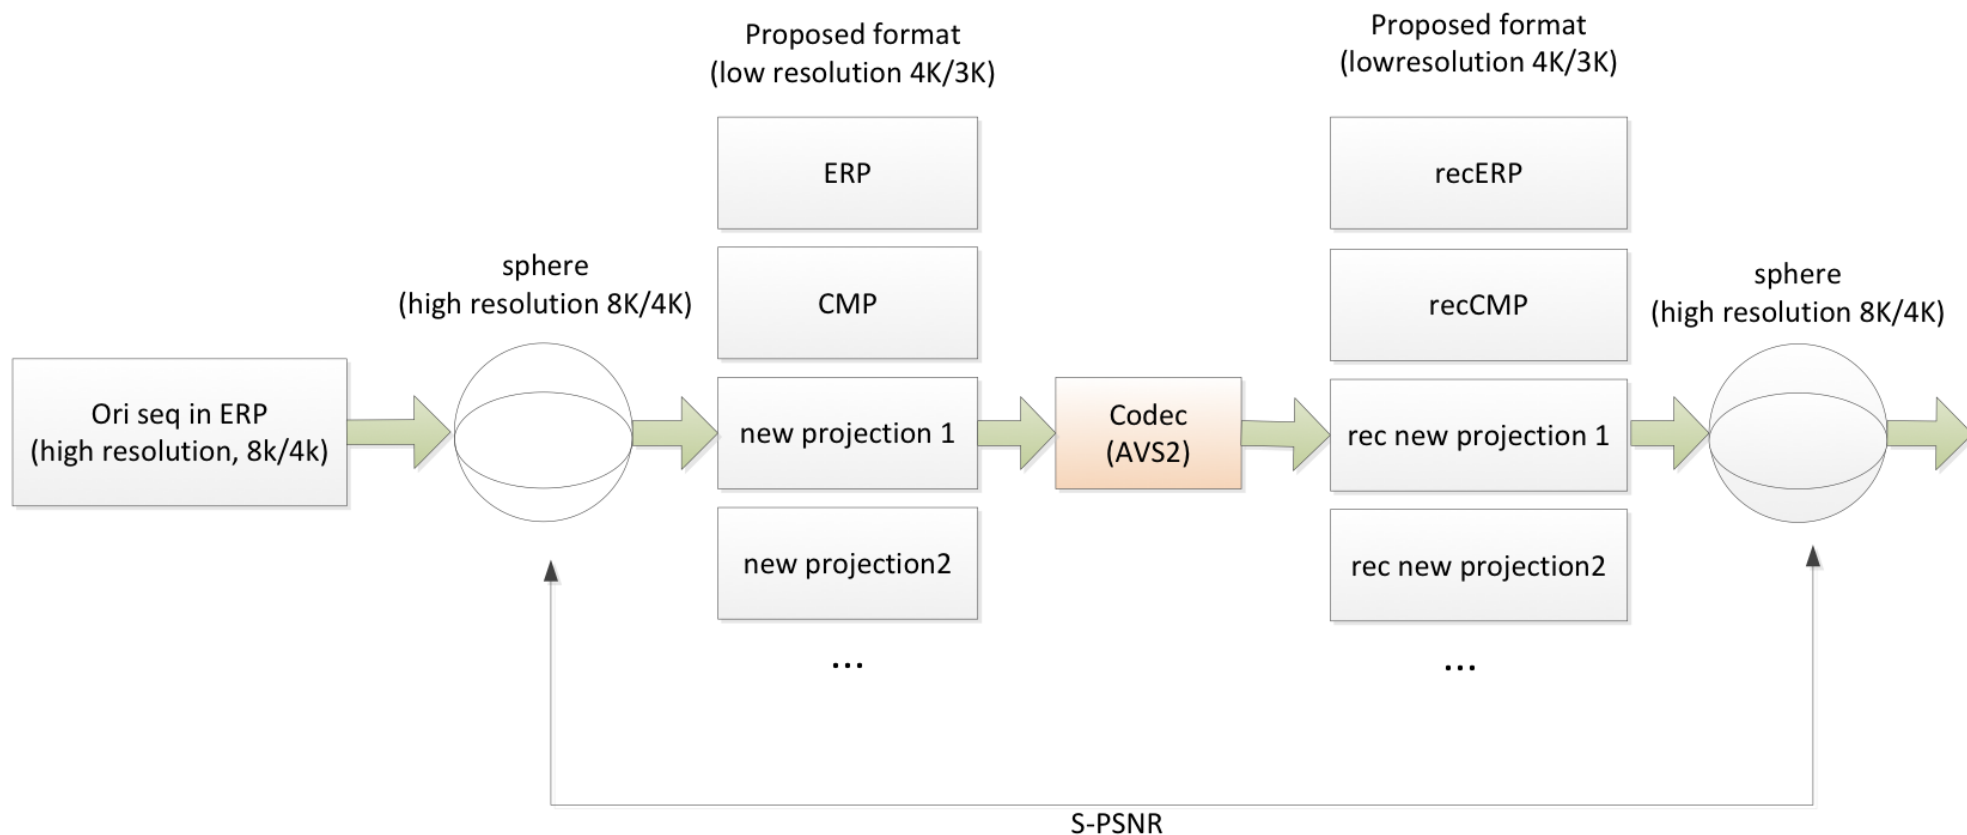 Proposed format
(low resolution 4K/3K)
ERP
CMP
new projection 1
new projection2
...
sphere
(high resolution 8K/4K)
Ori seq in ERP
(high resolution, 8k/4k)
Codec
(AVS2)
Proposed format
(lowresolution 4K/3K)
recERP
recCMP
rec new projection 1
rec new projection2
...
sphere
(high resolution 8K/4K)
S-PSNR